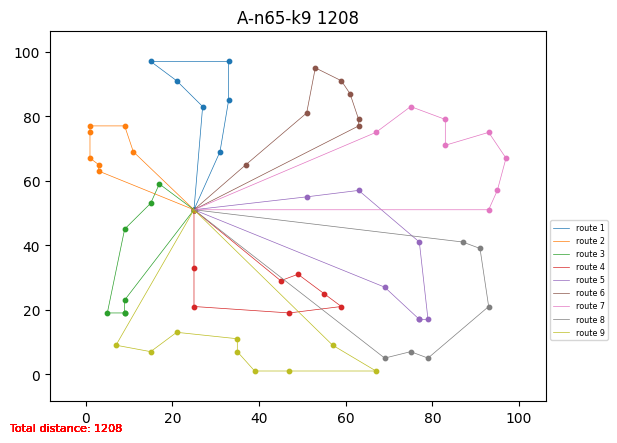 A-n65-k9 1208
100
80
60
40
20
0
0 20 40 60 80 100
route 1
route 2
route 3
route 4
route 5
route 6
route 7
route 8
route 9
Total distance: 1208